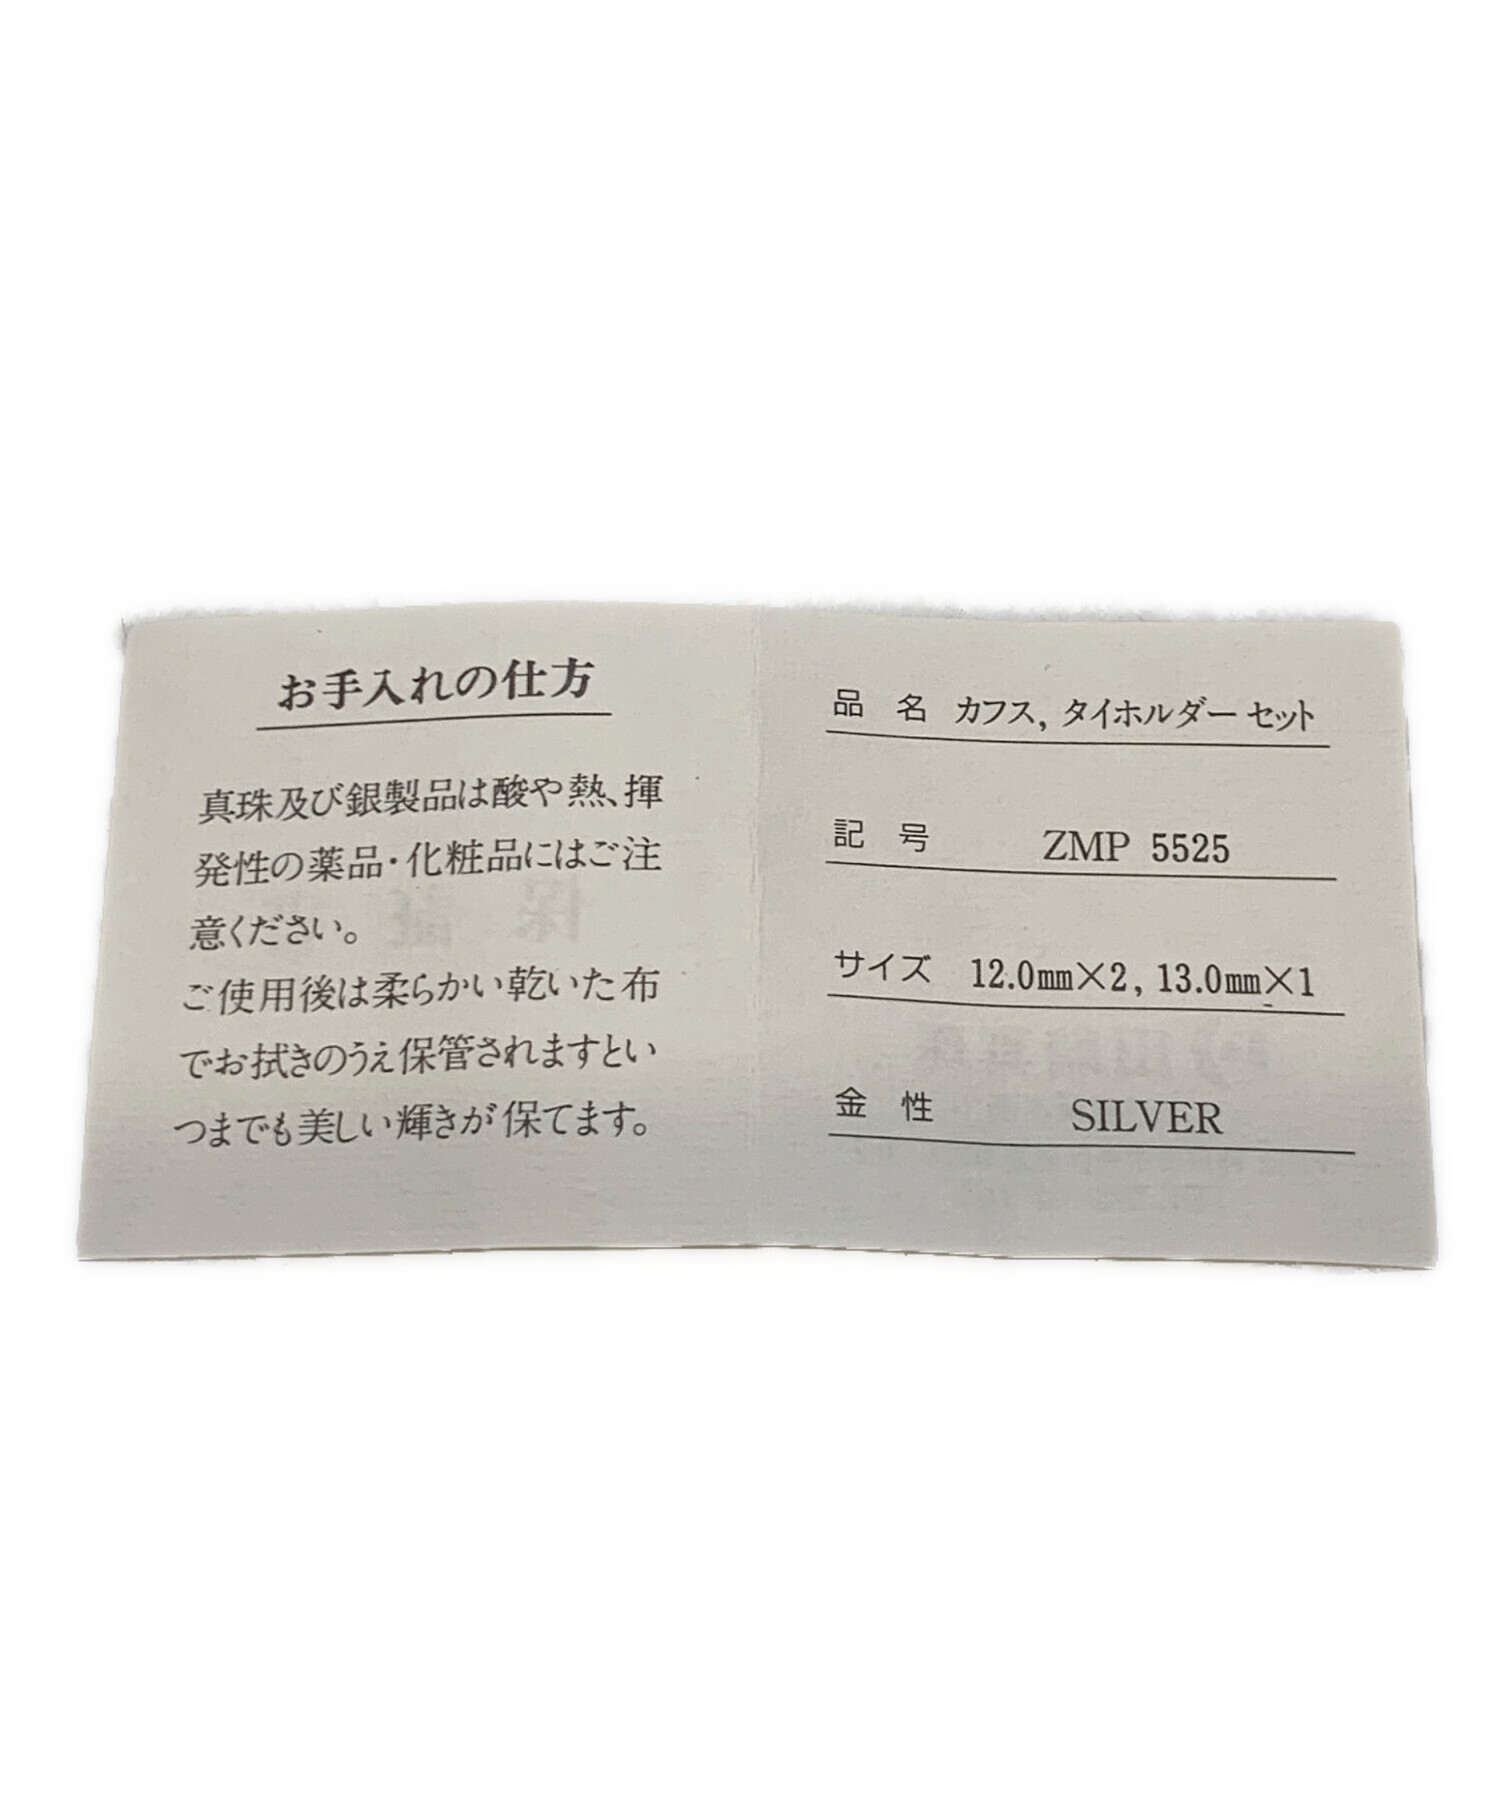 お手入れの仕方
真珠及び銀製品は酸や熱、揮
発性の薬品・化粧品にはご注
意ください。
ご使用後は柔らかい乾いた布
でお拭きのうえ保管されますとい
つまでも美しい輝きが保てます。
品 名 カフス, タイホルダー セット
記 号 ZMP 5525
サイズ 12.0㎜×2, 13.0㎜×1
金 性 SILVER